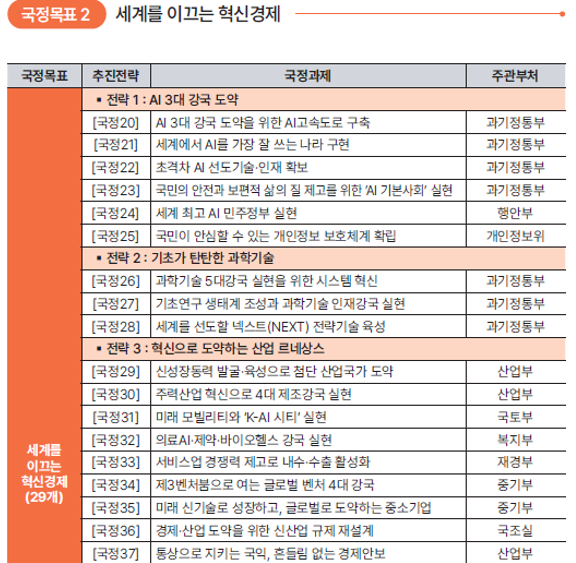 국정목표 2 세계를 이끄는 혁신경제
국정목표 추진전략 국정과제 주관부처
▪ 전략 1 : AI 3대 강국 도약
[국정20] AI 3대 강국 도약을 위한 AI고속도로 구축 과기정통부
[국정21] 세계에서 AI를 가장 잘 쓰는 나라 구현 과기정통부
[국정22] 초격차 AI 선도기술·인재 확보 과기정통부
[국정23] 국민의 안전과 보편적 삶의 질 제고를 위한 ‘AI 기본사회’ 실현 과기정통부
[국정24] 세계 최고 AI 민주정부 실현 행안부
[국정25] 국민이 안심할 수 있는 개인정보 보호체계 확립 개인정보위
▪ 전략 2 : 기초가 탄탄한 과학기술
[국정26] 과학기술 5대강국 실현을 위한 시스템 혁신 과기정통부
[국정27] 기초연구 생태계 조성과 과학기술 인재강국 실현 과기정통부
[국정28] 세계를 선도할 넥스트(NEXT) 전략기술 육성 과기정통부
▪ 전략 3 : 혁신으로 도약하는 산업 르네상스
[국정29] 신성장동력 발굴·육성으로 첨단 산업국가 도약 산업부
[국정30] 주력산업 혁신으로 4대 제조강국 실현 산업부
[국정31] 미래 모빌리티와 ‘K-AI 시티’ 실현 국토부
[국정32] 의료AI·제약·바이오헬스 강국 실현 복지부
[국정33] 서비스업 경쟁력 제고로 내수·수출 활성화 재경부
[국정34] 제3벤처붐으로 여는 글로벌 벤처 4대 강국 중기부
[국정35] 미래 신기술로 성장하고, 글로벌로 도약하는 중소기업 중기부
[국정36] 경제·산업 도약을 위한 신산업 규제 재설계 국조실
[국정37] 통상으로 지키는 국익, 흔들림 없는 경제안보 산업부
세계를
이끄는
혁신경제
(29개)